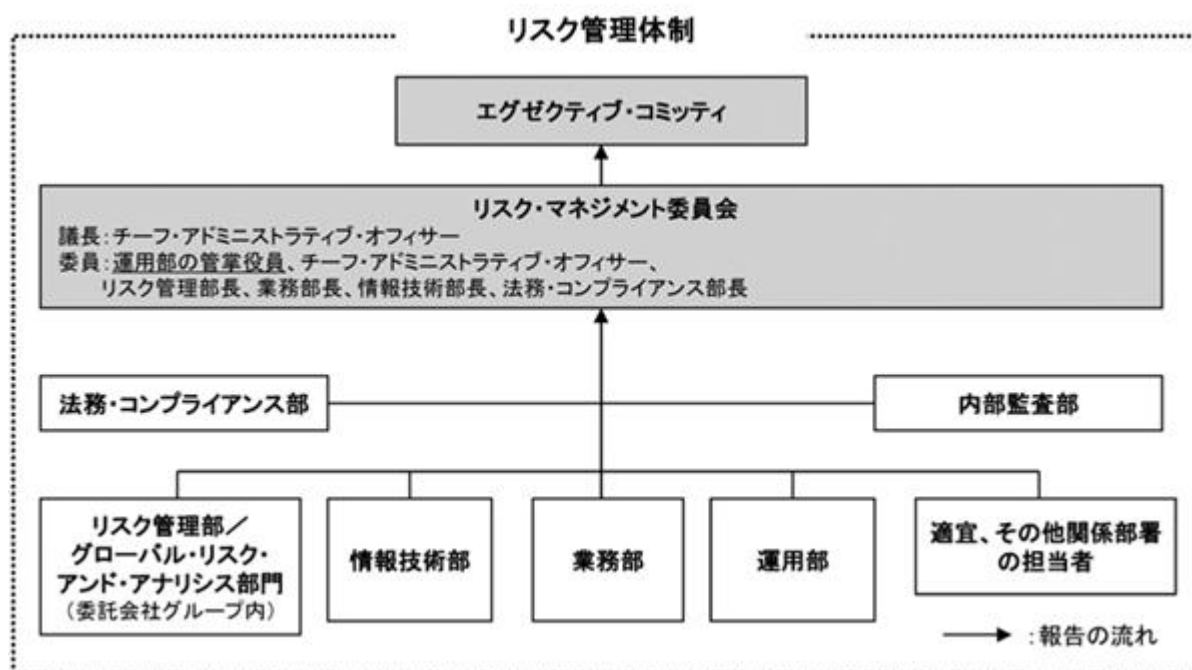 リスク管理体制
エグゼクティブ・コミッティ
リスク・マネジメント委員会
議長：チーフ・アドミニストラティブ・オフィサー
委員：運用部の管掌役員、チーフ・アドミニストラティブ・オフィサー、
リスク管理部長、業務部長、情報技術部長、法務・コンプライアンス部長
法務・コンプライアンス部
内部監査部
リスク管理部／
グローバル・リスク・
アンド・アナリシス部門
（委託会社グループ内）
情報技術部
業務部
運用部
適宜、その他関係部署
の担当者
：報告の流れ